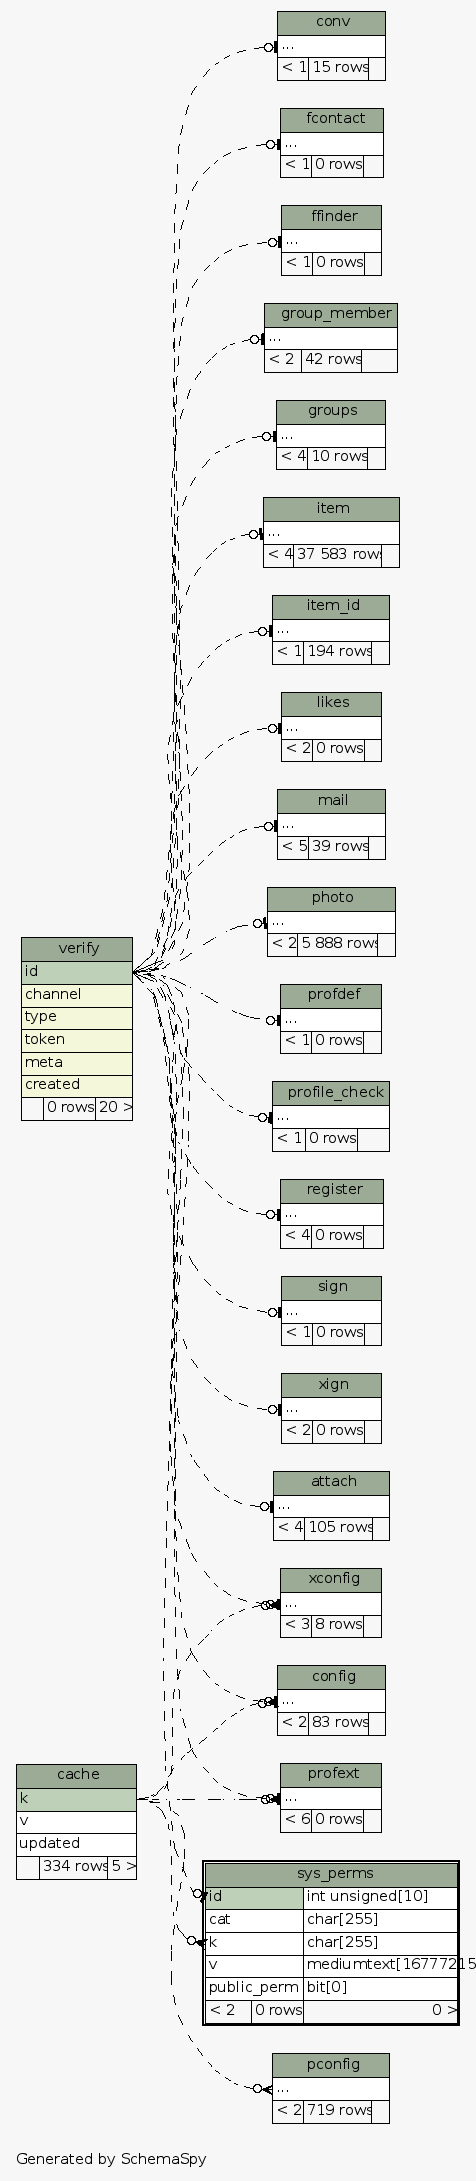 conv
...
< 1 15 rows
fcontact
...
< 1 0 rows
ffinder
...
< 1 0 rows
group_member
...
< 2 42 rows
groups
...
< 4 10 rows
item
...
< 4 37 583 rows
item_id
...
< 1 194 rows
likes
...
< 2 0 rows
mail
...
< 5 39 rows
photo
...
< 2 5 888 rows
verify
id
channel
type
token
meta
created
0 rows 20 >
profdef
...
< 1 0 rows
profile_check
...
< 1 0 rows
register
...
< 4 0 rows
sign
...
< 1 0 rows
xign
...
< 2 0 rows
attach
...
< 4 105 rows
xconfig
...
< 3 8 rows
config
...
< 2 83 rows
profext
...
< 6 0 rows
cache
k
v
updated
334 rows 5 >
sys_perms
id int unsigned[10]
cat char[255]
k char[255]
v mediumtext[16777215
public_perm bit[0]
< 2 0 rows 0 >
pconfig
...
< 2 719 rows
Generated by SchemaSpy